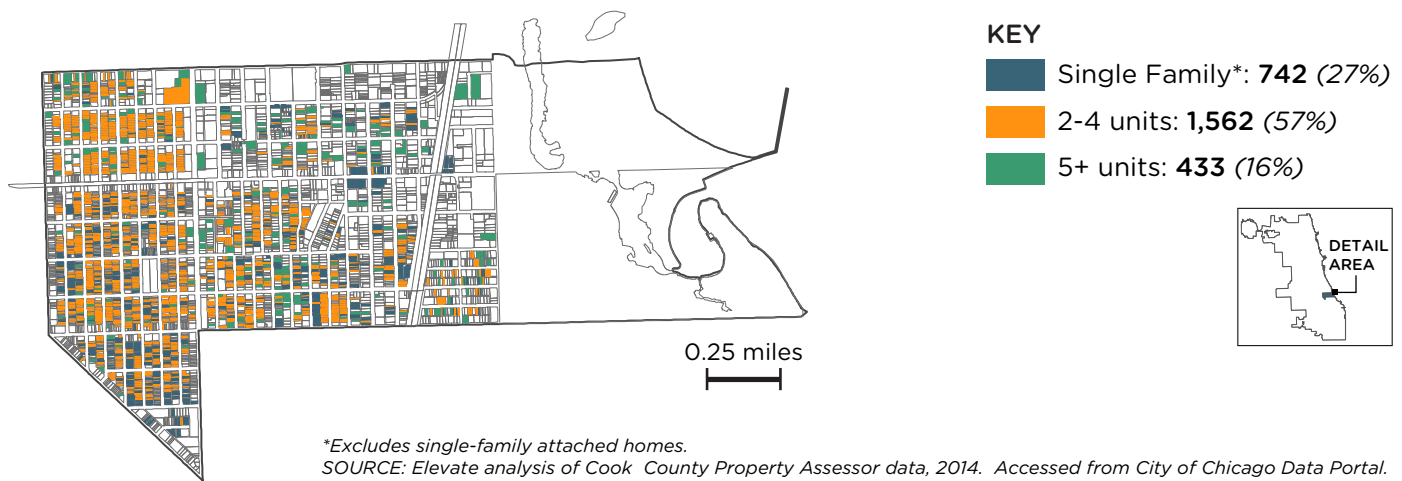 KEY
Single Family*: 742 (27%)
2-4 units: 1,562 (57%)
5+ units: 433 (16%)
DETAIL
AREA
0.25 miles
*Excludes single-family attached homes.
SOURCE: Elevate analysis of Cook County Property Assessor data, 2014. Accessed from City of Chicago Data Portal.